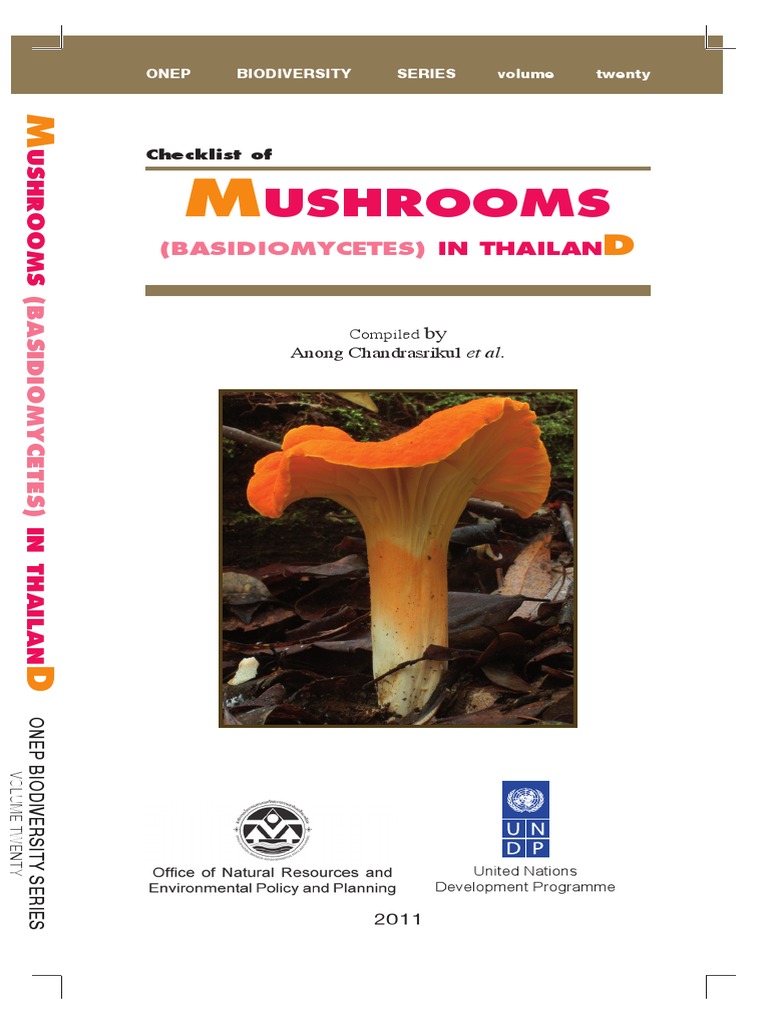 ONEP BIODIVERSITY SERIES volume twenty
Checklist of
MUSHROOMS
(BASIDIOMYCETES) IN THAILAND
Compiled by
Anong Chandrasrikul et al.
UN
DP
Office of Natural Resources and
Environmental Policy and Planning
United Nations
Development Programme
2011
MUSHROOMS (BASIDIOMYCETES) IN THAILAND
ONEP BIODIVERSITY SERIES
VOLUME TWENTY